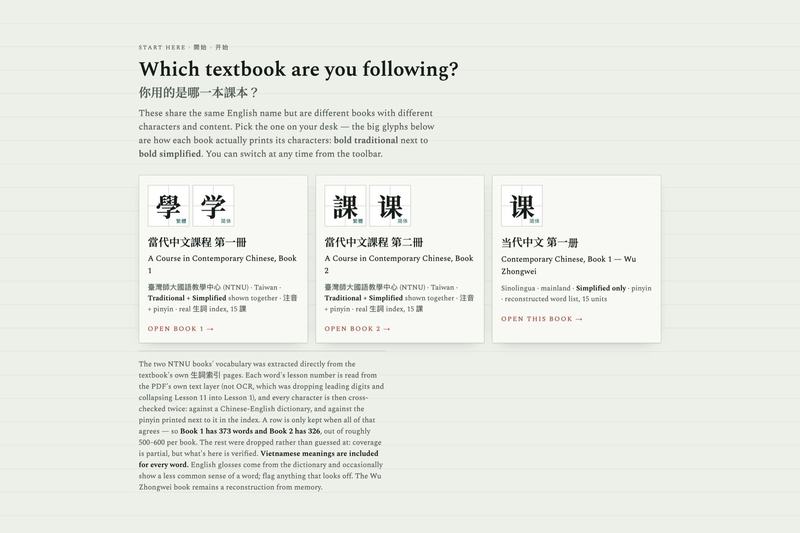 START HERE · 開始 · 开始
Which textbook are you following?
你用的是哪一本課本？
These share the same English name but are different books with different
characters and content. Pick the one on your desk — the big glyphs below
are how each book actually prints its characters: bold traditional next to
bold simplified. You can switch at any time from the toolbar.
學 繁體 学 简体
當代中文課程 第一冊
A Course in Contemporary Chinese, Book
1
臺灣師大國語教學中心 (NTNU) · Taiwan ·
Traditional + Simplified shown together · 注音
+ pinyin · real 生詞 index, 15 課
OPEN BOOK 1 →
課 繁體 课 简体
當代中文課程 第二冊
A Course in Contemporary Chinese, Book
2
臺灣師大國語教學中心 (NTNU) · Taiwan ·
Traditional + Simplified shown together · 注音
+ pinyin · real 生詞 index, 15 課
OPEN BOOK 2 →
课 简体
当代中文 第一册
Contemporary Chinese, Book 1 — Wu
Zhongwei
Sinolingua · mainland · Simplified only · pinyin
· reconstructed word list, 15 units
OPEN THIS BOOK →
The two NTNU books' vocabulary was extracted directly from the
textbook's own 生詞索引 pages. Each word's lesson number is read from
the PDF's own text layer (not OCR, which was dropping leading digits and
collapsing Lesson 11 into Lesson 1), and every character is then cross-
checked twice: against a Chinese-English dictionary, and against the
pinyin printed next to it in the index. A row is only kept when all of that
agrees — so Book 1 has 373 words and Book 2 has 326, out of roughly
500–600 per book. The rest were dropped rather than guessed at: coverage
is partial, but what's here is verified. Vietnamese meanings are included
for every word. English glosses come from the dictionary and occasionally
show a less common sense of a word; flag anything that looks off. The Wu
Zhongwei book remains a reconstruction from memory.